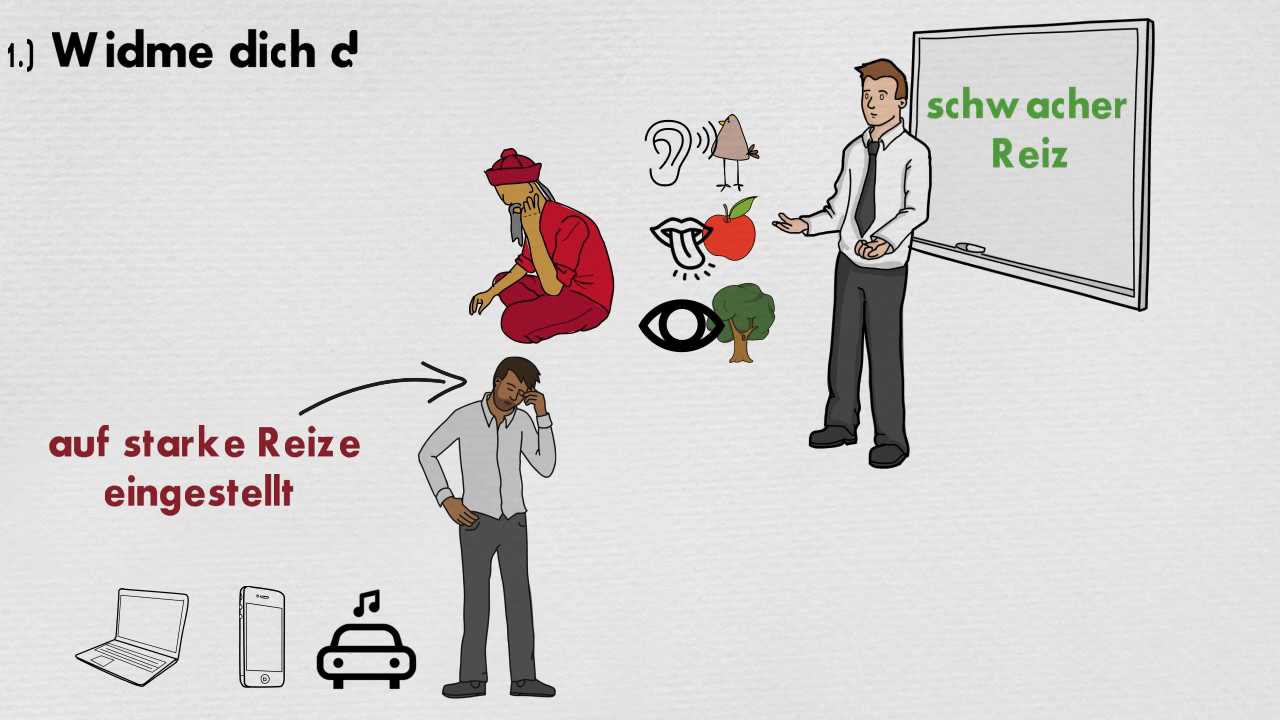 1.) Widme dich d
schwacher
Reiz
auf starke Reize
eingestellt